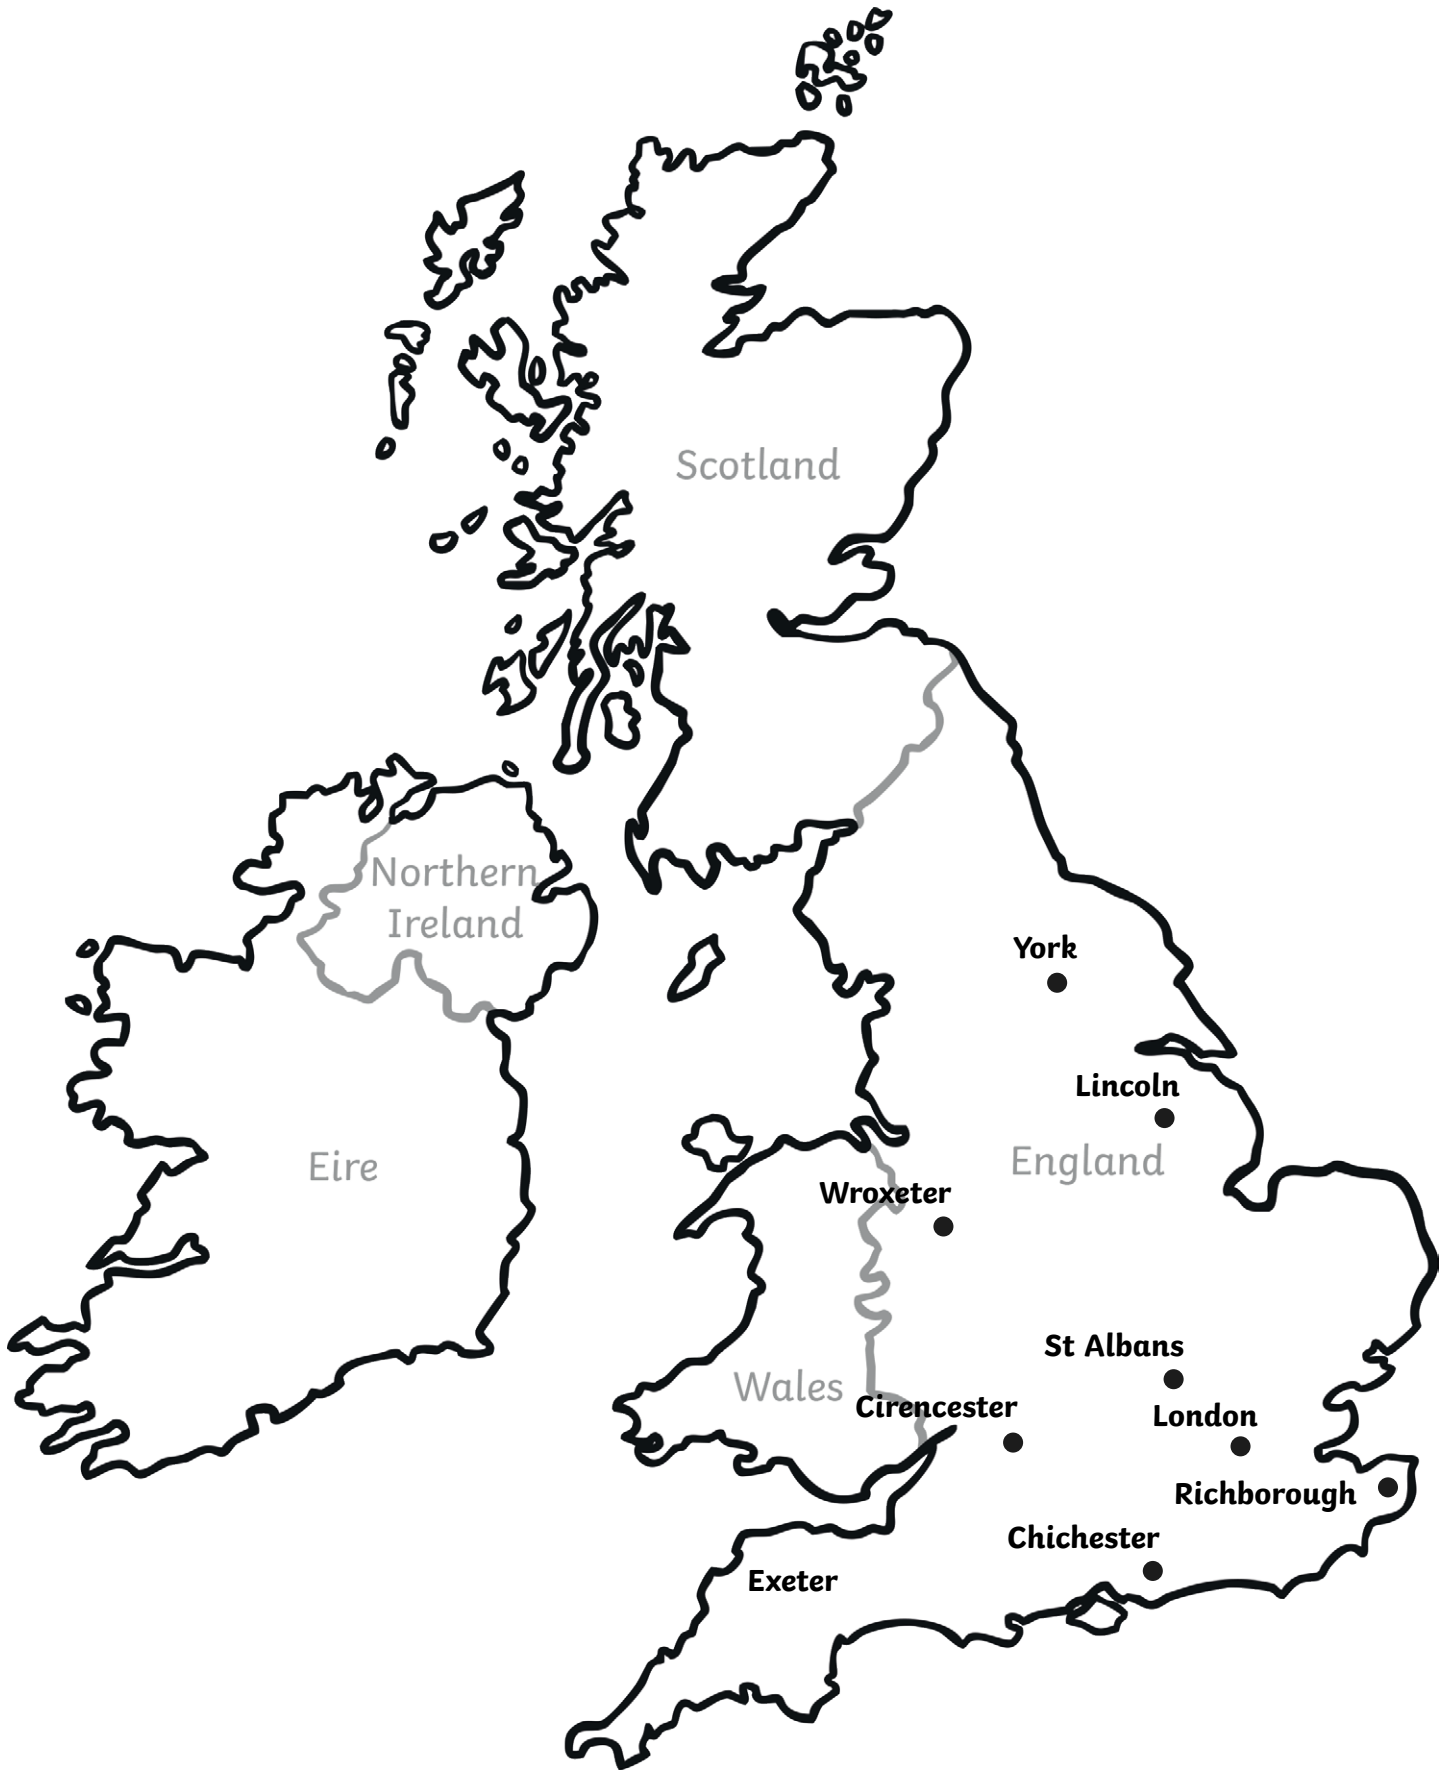 Scotland
Northern
Ireland
York
Lincoln
England
Eire
Wroxeter
St Albans
Wales
Cirencester
London
Richborough
Chichester
Exeter